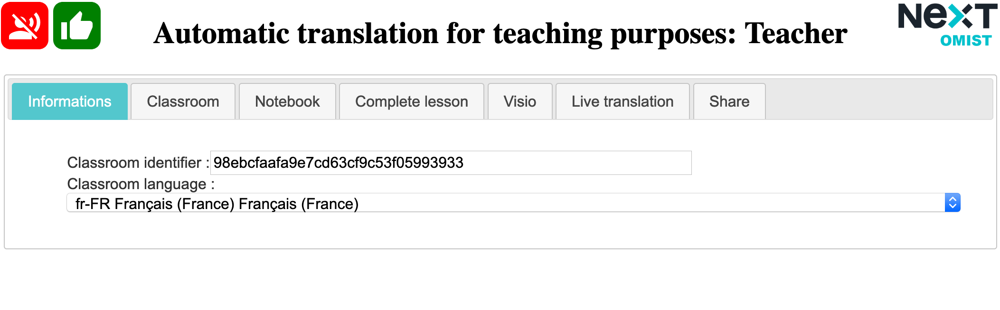 Automatic translation for teaching purposes: Teacher
NeXT
OMIST
Informations Classroom Notebook Complete lesson Visio Live translation Share
Classroom identifier : 98ebcfaafa9e7cd63cf9c53f05993933
Classroom language :
fr-FR Français (France) Français (France)